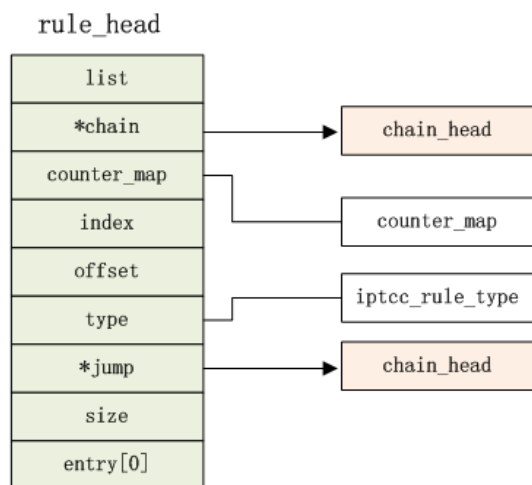 rule_head
list
*chain
chain_head
counter_map
counter_map
index
offset
iptcc_rule_type
type
*jump
chain_head
size
entry[0]